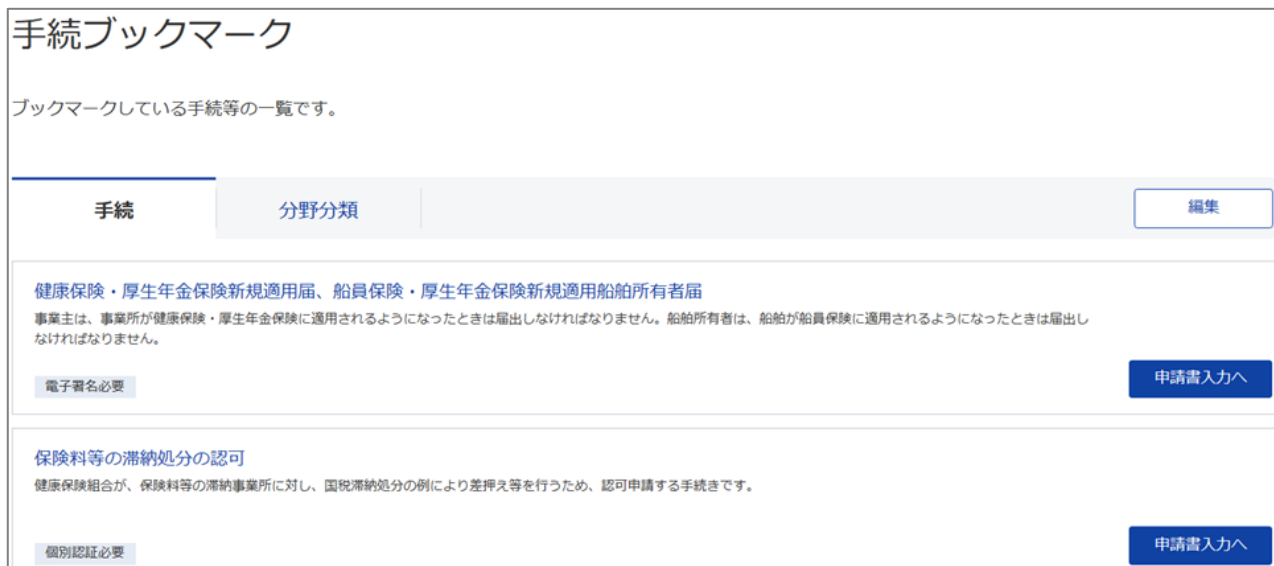 手続ブックマーク
ブックマークしている手続等の一覧です。
手続
分野分類
編集
健康保険・厚生年金保険新規適用届、船員保険・厚生年金保険新規適用船舶所有者届
事業主は、事業所が健康保険・厚生年金保険に適用されるようになったときは届出しなければなりません。船舶所有者は、船舶が船員保険に適用されるようになったときは届出し
なければなりません。
電子署名必要
申請書入力へ
保険料等の滞納処分の認可
健康保険組合が、保険料等の滞納事業所に対し、国税滞納処分の例により差押え等を行うため、認可申請する手続きです。
個別認証必要
申請書入力へ